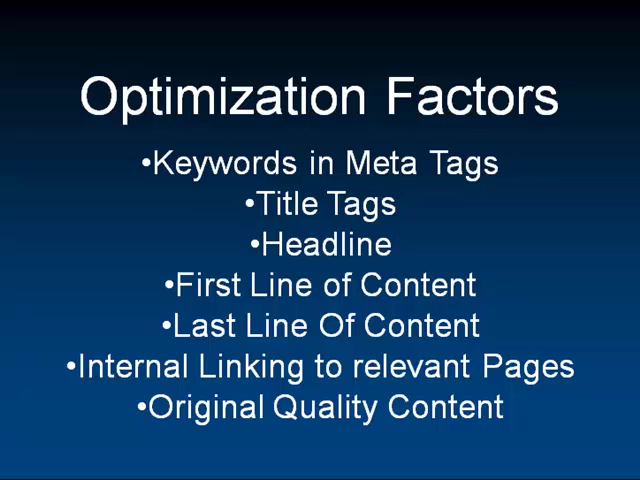 Optimization Factors
•Keywords in Meta Tags
•Title Tags
•Headline
•First Line of Content
•Last Line Of Content
•Internal Linking to relevant Pages
•Original Quality Content